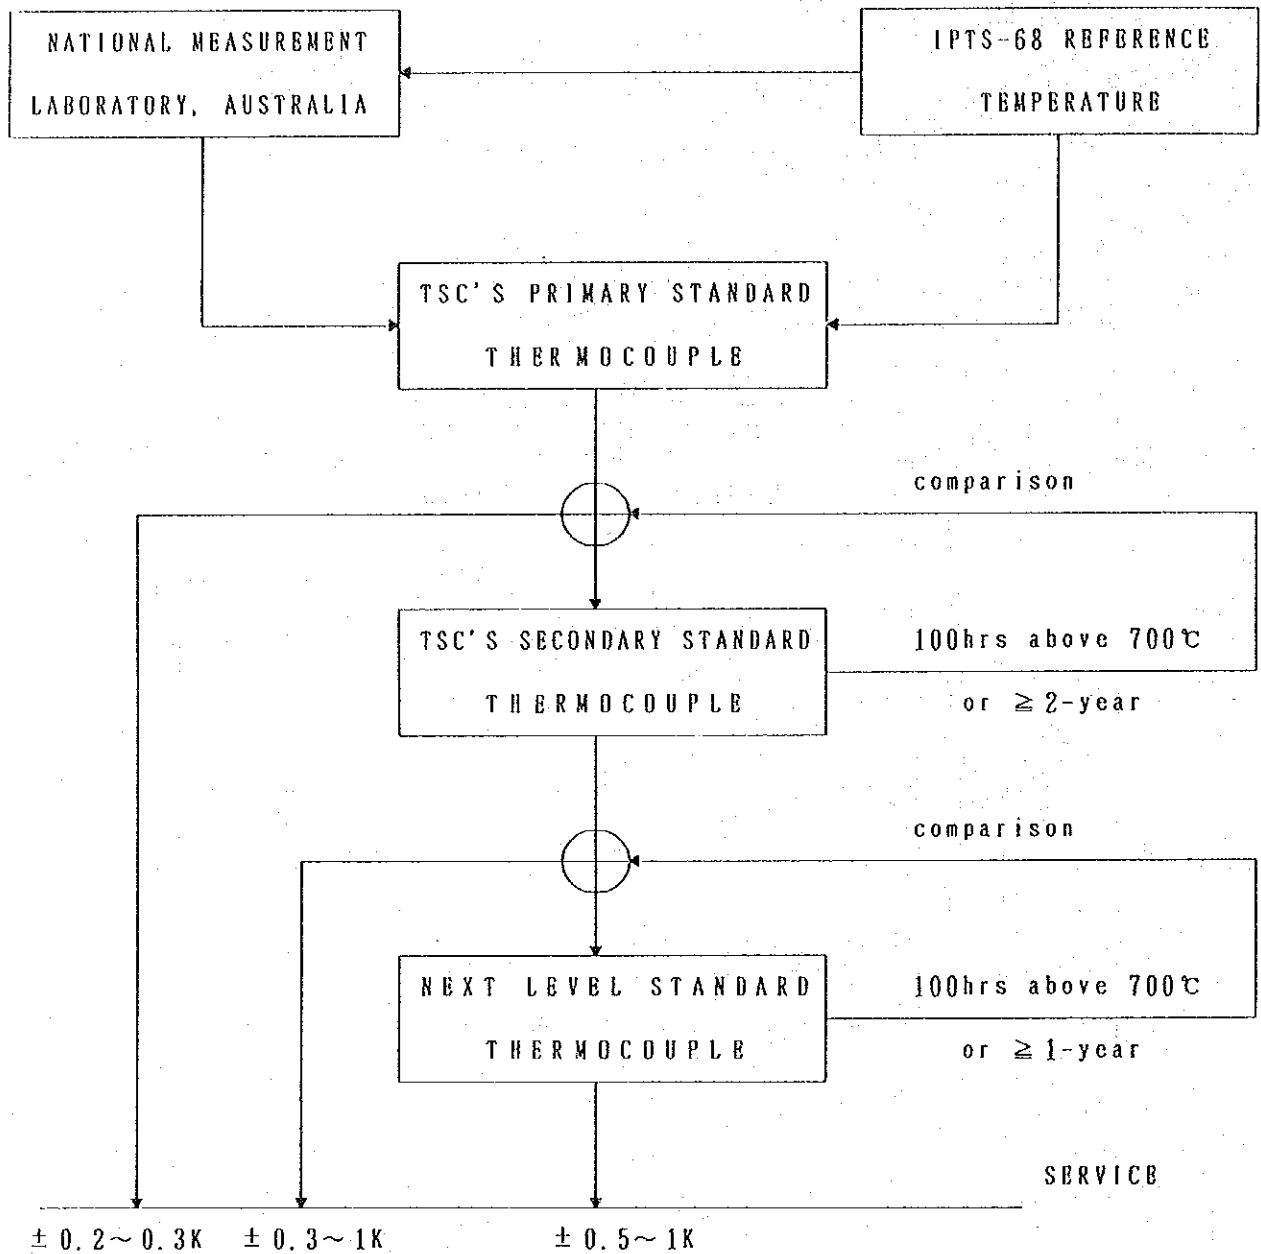 NATIONAL MEASUREMENT
LABORATORY, AUSTRALIA
IPTS-68 REFERENCE
TEMPERATURE
TSC'S PRIMARY STANDARD
THERMOCOUPLE
comparison
TSC'S SECONDARY STANDARD
THERMOCOUPLE
100hrs above 700℃
or ≧ 2-year
comparison
NEXT LEVEL STANDARD
THERMOCOUPLE
100hrs above 700℃
or ≧ 1-year
SERVICE
± 0.2~0.3K ± 0.3~1K ± 0.5~1K